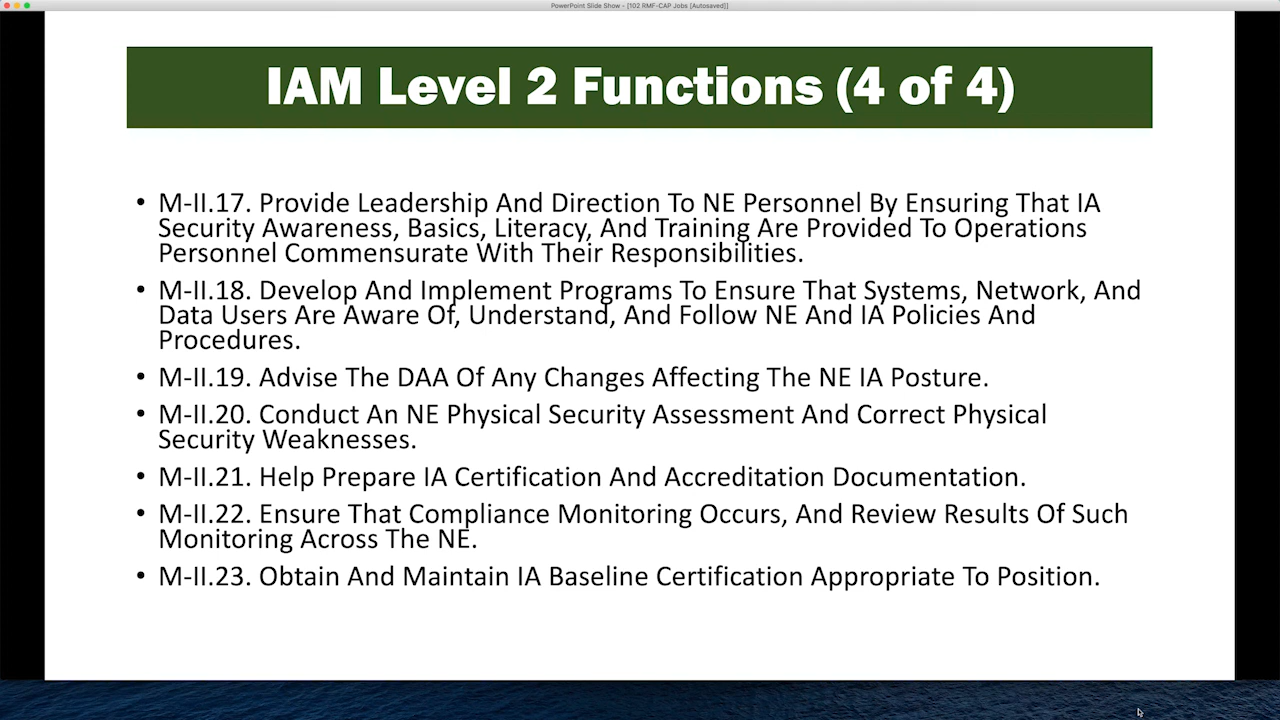 PowerPoint Slide Show - [102 RMF-CAP Jobs [Autosaved]]
IAM Level 2 Functions (4 of 4)
• M-II.17. Provide Leadership And Direction To NE Personnel By Ensuring That IA
Security Awareness, Basics, Literacy, And Training Are Provided To Operations
Personnel Commensurate With Their Responsibilities.
• M-II.18. Develop And Implement Programs To Ensure That Systems, Network, And
Data Users Are Aware Of, Understand, And Follow NE And IA Policies And
Procedures.
• M-II.19. Advise The DAA Of Any Changes Affecting The NE IA Posture.
• M-II.20. Conduct An NE Physical Security Assessment And Correct Physical
Security Weaknesses.
• M-II.21. Help Prepare IA Certification And Accreditation Documentation.
• M-II.22. Ensure That Compliance Monitoring Occurs, And Review Results Of Such
Monitoring Across The NE.
• M-II.23. Obtain And Maintain IA Baseline Certification Appropriate To Position.